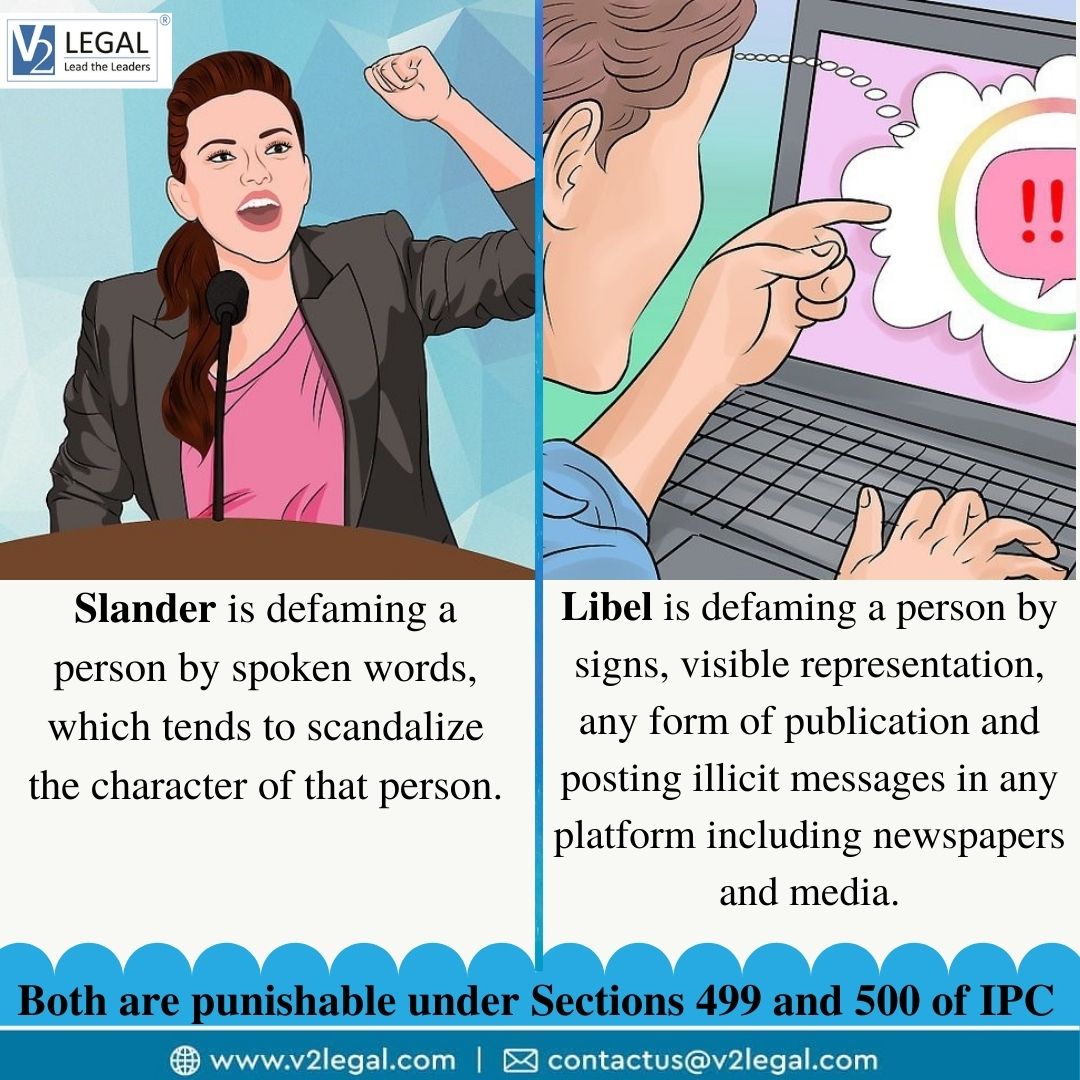 V2 LEGAL ®
Lead the Leaders
!!
Slander is defaming a
person by spoken words,
which tends to scandalize
the character of that person.
Libel is defaming a person by
signs, visible representation,
any form of publication and
posting illicit messages in any
platform including newspapers
and media.
Both are punishable under Sections 499 and 500 of IPC
www.v2legal.com | contactus@v2legal.com